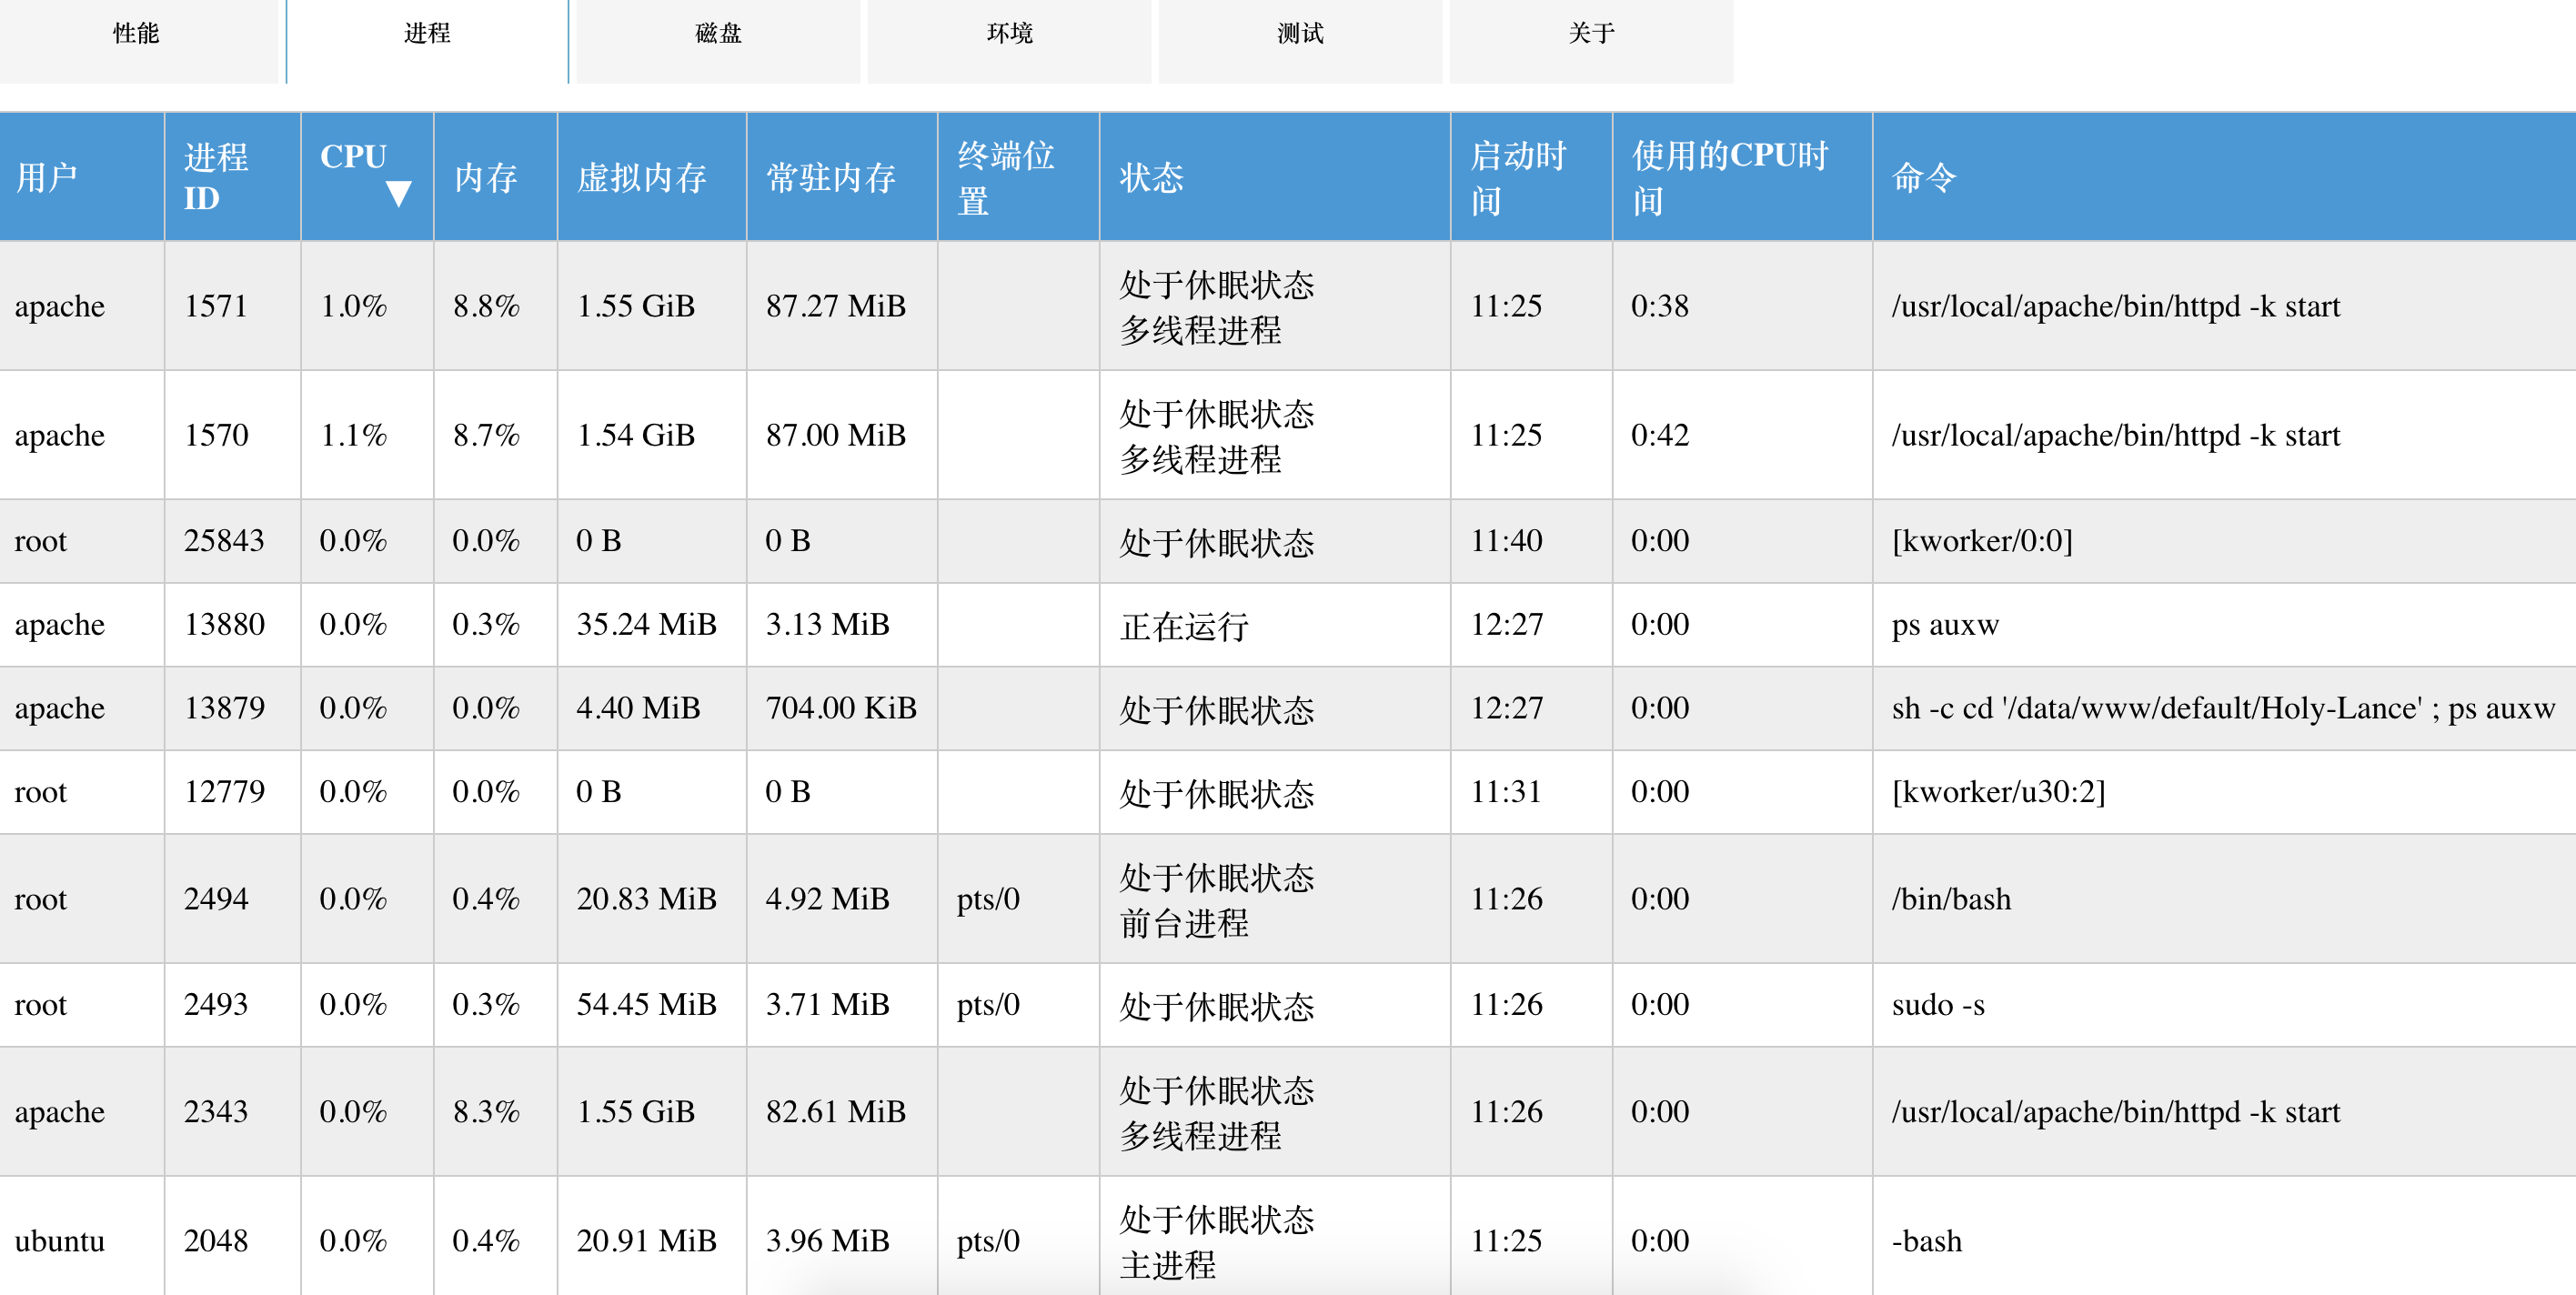 性能 进程 磁盘 环境 测试 关于
用户 进程ID CPU ▼ 内存 虚拟内存 常驻内存 终端位置 状态 启动时间 使用的CPU时间 命令
apache 1571 1.0% 8.8% 1.55 GiB 87.27 MiB 处于休眠状态 多线程进程 11:25 0:38 /usr/local/apache/bin/httpd -k start
apache 1570 1.1% 8.7% 1.54 GiB 87.00 MiB 处于休眠状态 多线程进程 11:25 0:42 /usr/local/apache/bin/httpd -k start
root 25843 0.0% 0.0% 0 B 0 B 处于休眠状态 11:40 0:00 [kworker/0:0]
apache 13880 0.0% 0.3% 35.24 MiB 3.13 MiB 正在运行 12:27 0:00 ps auxw
apache 13879 0.0% 0.0% 4.40 MiB 704.00 KiB 处于休眠状态 12:27 0:00 sh -c cd '/data/www/default/Holy-Lance' ; ps auxw
root 12779 0.0% 0.0% 0 B 0 B 处于休眠状态 11:31 0:00 [kworker/u30:2]
root 2494 0.0% 0.4% 20.83 MiB 4.92 MiB pts/0 处于休眠状态 前台进程 11:26 0:00 /bin/bash
root 2493 0.0% 0.3% 54.45 MiB 3.71 MiB pts/0 处于休眠状态 11:26 0:00 sudo -s
apache 2343 0.0% 8.3% 1.55 GiB 82.61 MiB 处于休眠状态 多线程进程 11:26 0:00 /usr/local/apache/bin/httpd -k start
ubuntu 2048 0.0% 0.4% 20.91 MiB 3.96 MiB pts/0 处于休眠状态 主进程 11:25 0:00 -bash